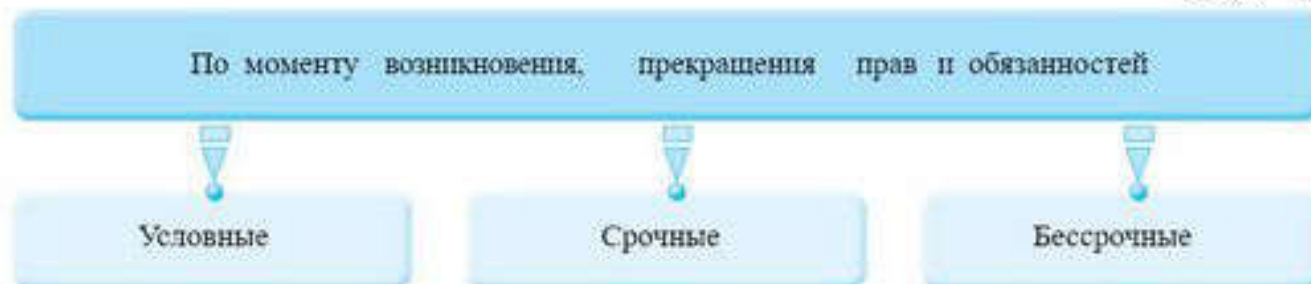 По моменту возникновения, прекращения прав и обязанностей
Условные
Срочные
Бессрочные